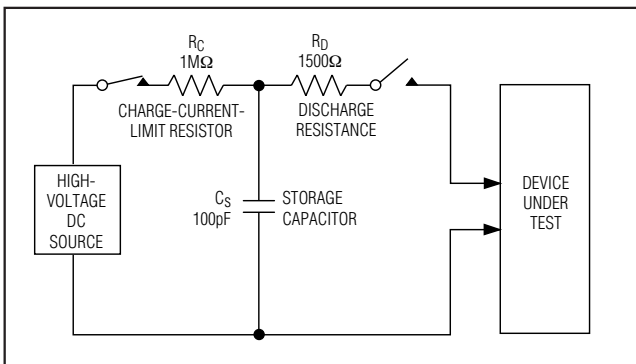 R_C
1MΩ
CHARGE-CURRENT-
LIMIT RESISTOR
R_D
1500Ω
DISCHARGE
RESISTANCE
HIGH-
VOLTAGE
DC
SOURCE
C_S
100pF
STORAGE
CAPACITOR
DEVICE
UNDER
TEST